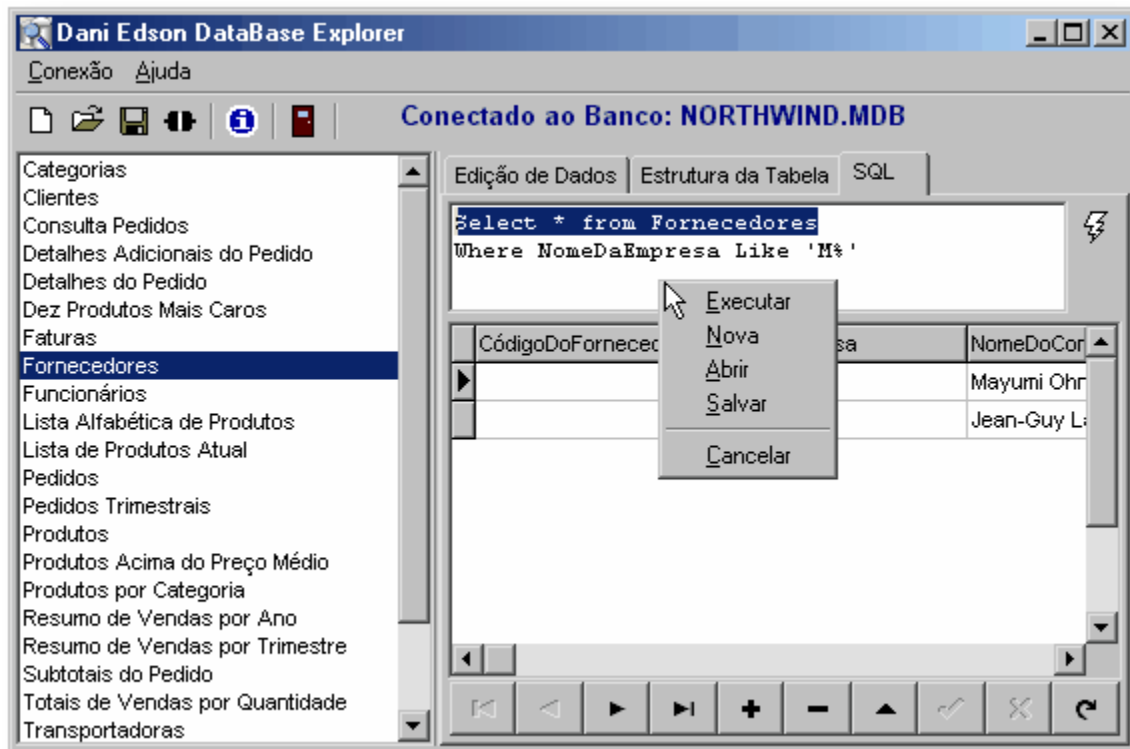 Dani Edson DataBase Explorer
Conexão Ajuda
Conectado ao Banco: NORTHWIND.MDB
Categorias
Clientes
Consulta Pedidos
Detalhes Adicionais do Pedido
Detalhes do Pedido
Dez Produtos Mais Caros
Faturas
Fornecedores
Funcionários
Lista Alfabética de Produtos
Lista de Produtos Atual
Pedidos
Pedidos Trimestrais
Produtos
Produtos Acima do Preço Médio
Produtos por Categoria
Resumo de Vendas por Ano
Resumo de Vendas por Trimestre
Subtotais do Pedido
Totais de Vendas por Quantidade
Transportadoras
Edição de Dados Estrutura da Tabela SQL
Select * from Fornecedores
Where NomeDaEmpresa Like 'M%'
Executar
Nova
Abrir
Salvar
Cancelar
CódigoDoForneced sa NomeDoCor
Mayumi Ohn
Jean-Guy La